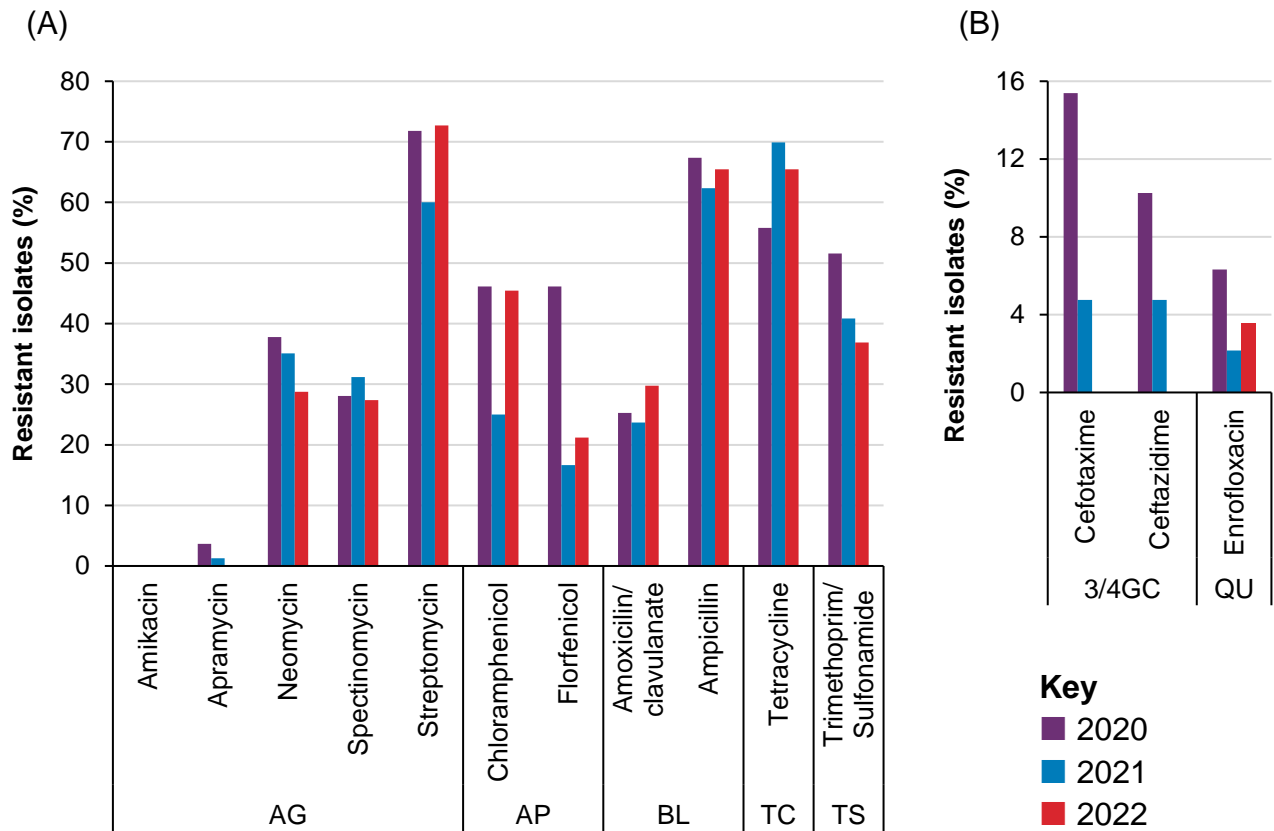 (A)
Resistant isolates (%)
80
70
60
50
40
30
20
10
0
Amikacin
Apramycin
Neomycin
Spectinomycin
Streptomycin
Chloramphenicol
Florfenicol
Amoxicilin/
clavulanate
Ampicillin
Tetracycline
Trimethoprim/
Sulfonamide
AG
AP
BL
TC
TS
(B)
Resistant isolates (%)
16
12
8
4
0
Cefotaxime
Ceftazidime
Enrofloxacin
3/4GC
QU
Key
2020
2021
2022